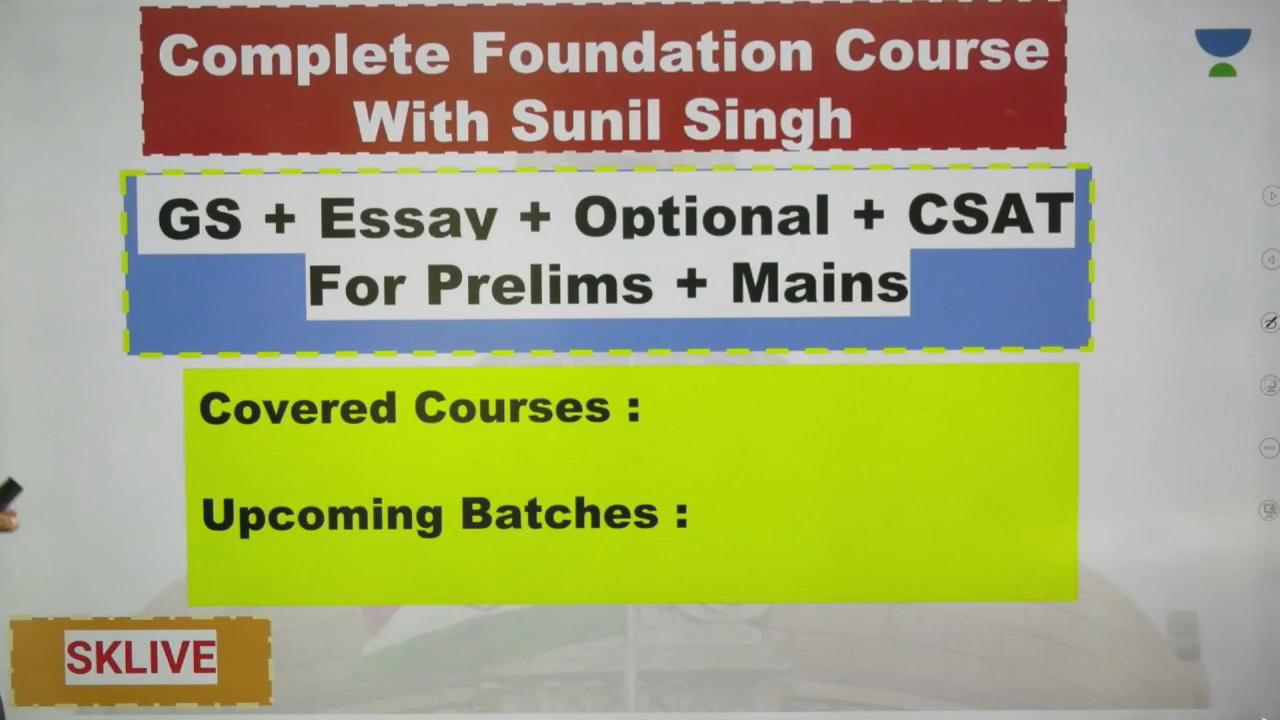 Complete Foundation Course
With Sunil Singh
GS + Essay + Optional + CSAT
For Prelims + Mains
Covered Courses :
Upcoming Batches :
SKLIVE